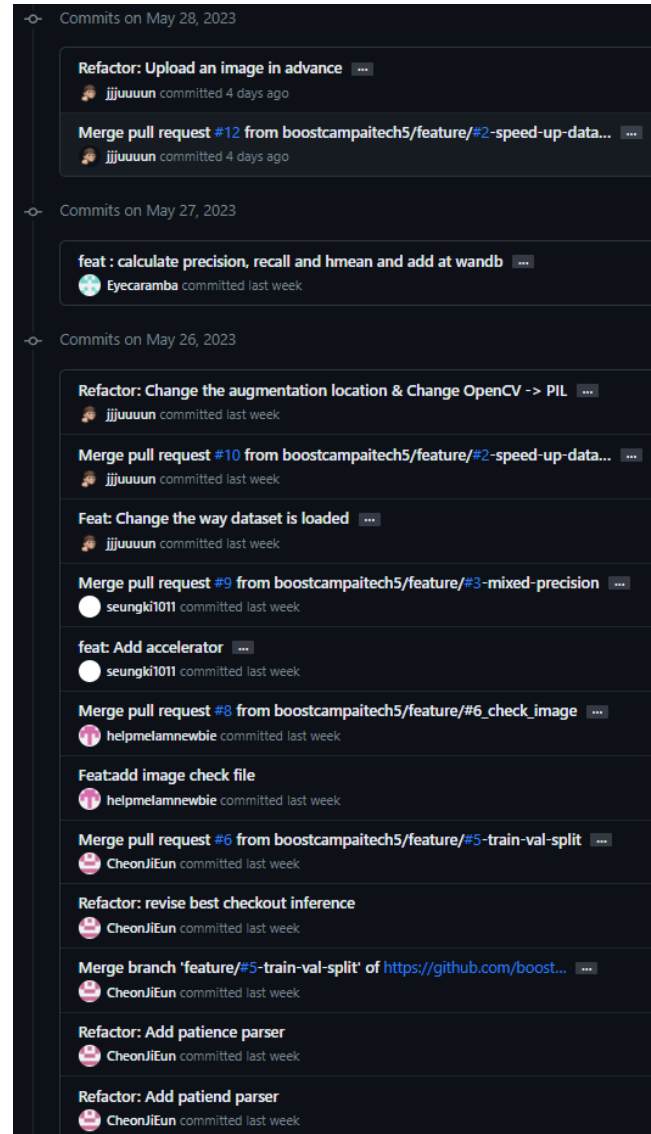 Commits on May 28, 2023
Refactor: Upload an image in advance ...
jjjuuuun committed 4 days ago
Merge pull request #12 from boostcampaitech5/feature/#2-speed-up-data... ...
jjjuuuun committed 4 days ago
Commits on May 27, 2023
feat : calculate precision, recall and hmean and add at wandb ...
Eyecaramba committed last week
Commits on May 26, 2023
Refactor: Change the augmentation location & Change OpenCV -> PIL ...
jjjuuuun committed last week
Merge pull request #10 from boostcampaitech5/feature/#2-speed-up-data... ...
jjjuuuun committed last week
Feat: Change the way dataset is loaded ...
jjjuuuun committed last week
Merge pull request #9 from boostcampaitech5/feature/#3-mixed-precision ...
seungki1011 committed last week
feat: Add accelerator ...
seungki1011 committed last week
Merge pull request #8 from boostcampaitech5/feature/#6_check_image ...
helpmeIamnewbie committed last week
Feat:add image check file
helpmeIamnewbie committed last week
Merge pull request #6 from boostcampaitech5/feature/#5-train-val-split ...
CheonJiEun committed last week
Refactor: revise best checkout inference
CheonJiEun committed last week
Merge branch 'feature/#5-train-val-split' of https://github.com/boost... ...
CheonJiEun committed last week
Refactor: Add patience parser
CheonJiEun committed last week
Refactor: Add patiend parser
CheonJiEun committed last week